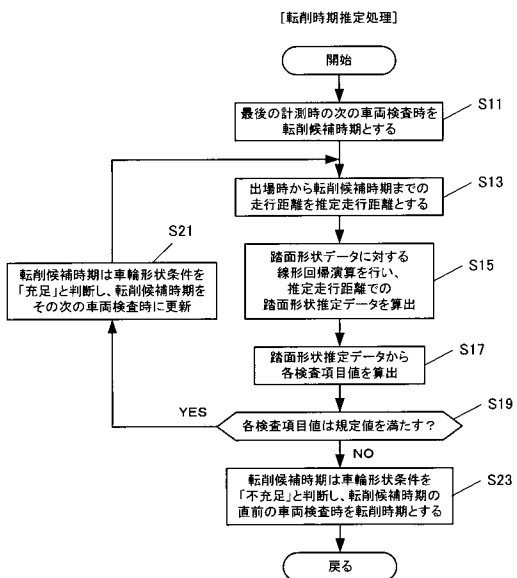 [転削時期推定処理]
開始
S11
最後の計測時の次の車両検査時を
転削候補時期とする
S13
出場時から転削候補時期までの
走行距離を推定走行距離とする
S21
転削候補時期は車輪形状条件を
「充足」と判断し、転削候補時期を
その次の車両検査時に更新
S15
踏面形状データに対する
線形回帰演算を行い、
推定走行距離での
踏面形状推定データを算出
S17
踏面形状推定データから
各検査項目値を算出
S19
YES
各検査項目値は規定値を満たす?
NO
S23
転削候補時期は車輪形状条件を
「不充足」と判断し、転削候補時期の
直前の車両検査時を転削時期とする
戻る